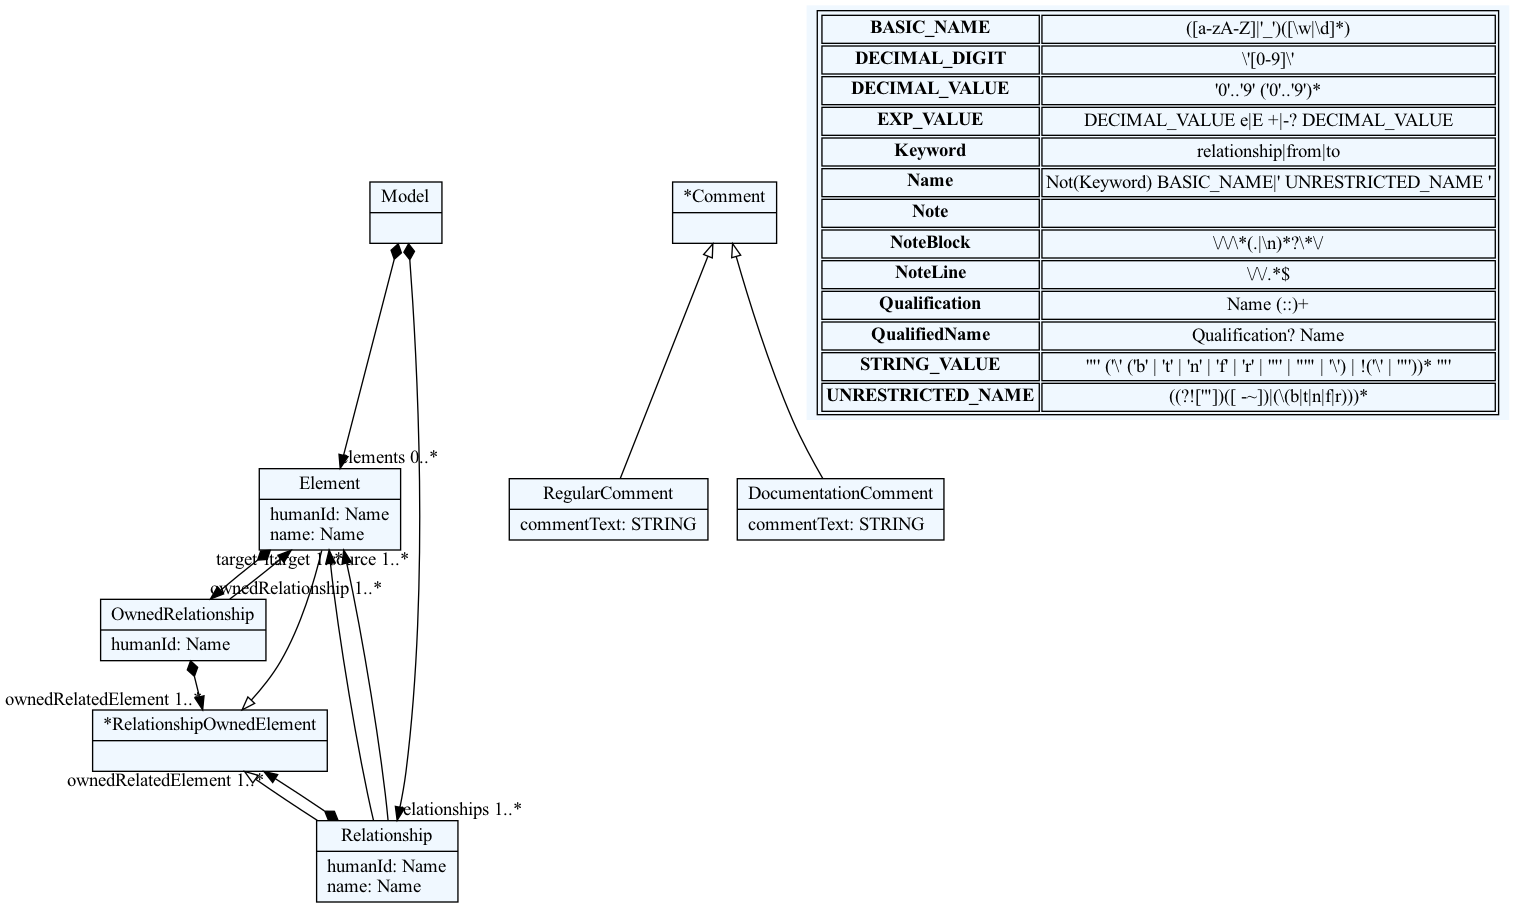 BASIC_NAME ([a-zA-Z]|'_')([\w|\d]*)
DECIMAL_DIGIT \'[0-9]\'
DECIMAL_VALUE '0'..'9' ('0'..'9')*
EXP_VALUE DECIMAL_VALUE e|E +|-? DECIMAL_VALUE
Keyword relationship|from|to
Name Not(Keyword) BASIC_NAME|' UNRESTRICTED_NAME '
Note
NoteBlock \/\/\*(.|\n)*?\*\/
NoteLine \/\/.*$
Qualification Name (::)+
QualifiedName Qualification? Name
STRING_VALUE '"' ('\' ('b' | 't' | 'n' | 'f' | 'r' | '"' | "'" | '\') | !('\' | '"'))* '"'
UNRESTRICTED_NAME ((?!["'])([ -~])|(\(b|t|n|f|r)))*
Model
*Comment
elements 0..*
Element
humanId: Name
name: Name
RegularComment
commentText: STRING
DocumentationComment
commentText: STRING
target 1..*
target 1..*
source 1..*
ownedRelationship 1..*
OwnedRelationship
humanId: Name
ownedRelatedElement 1..*
*RelationshipOwnedElement
ownedRelatedElement 1..*
relationships 1..*
Relationship
humanId: Name
name: Name